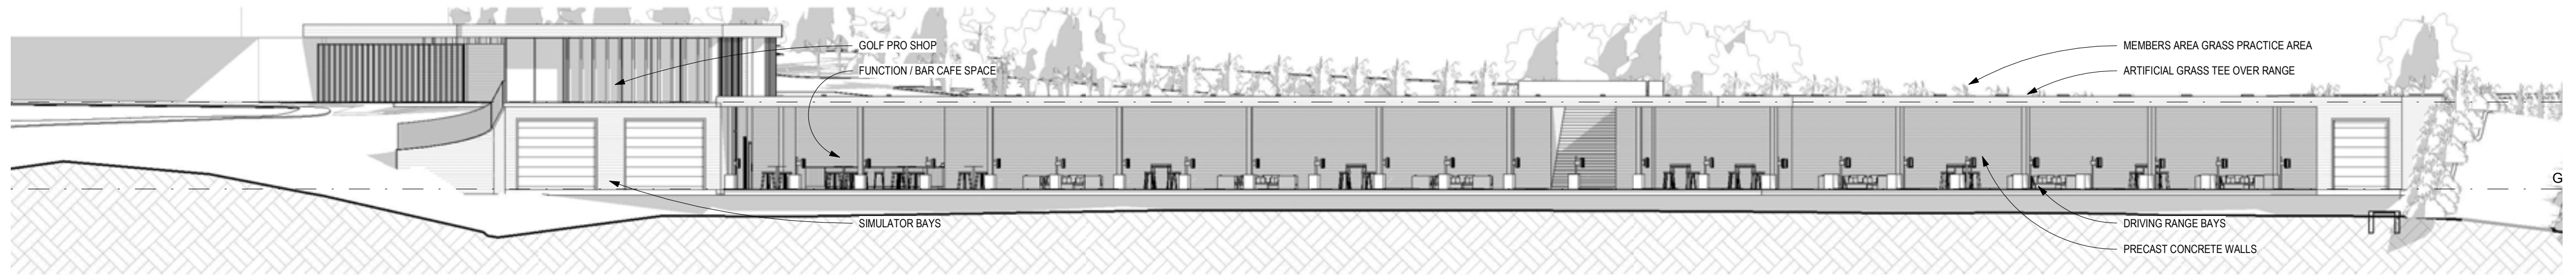 GOLF PRO SHOP
FUNCTION / BAR CAFE SPACE
SIMULATOR BAYS
MEMBERS AREA GRASS PRACTICE AREA
ARTIFICIAL GRASS TEE OVER RANGE
G
DRIVING RANGE BAYS
PRECAST CONCRETE WALLS